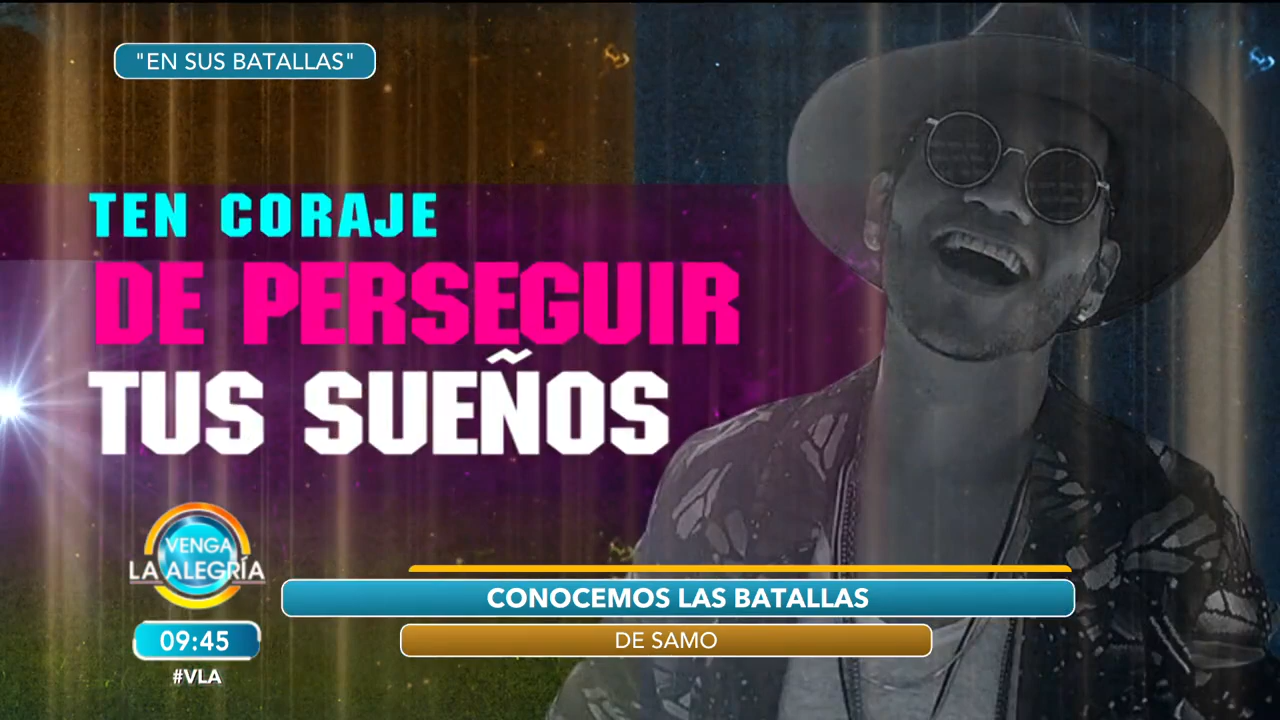 "EN SUS BATALLAS"
TEN CORAJE
DE PERSEGUIR
TUS SUEÑOS
VENGA
LA ALEGRÍA
CONOCEMOS LAS BATALLAS
09:45
DE SAMO
#VLA